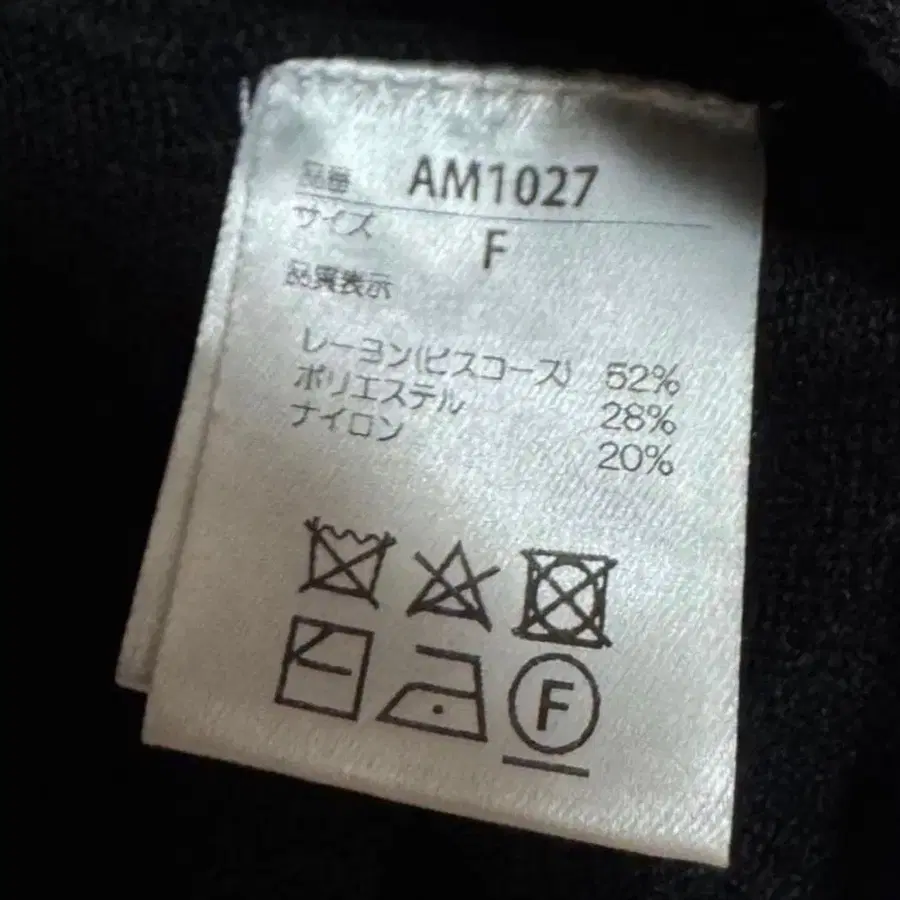 品番 AM1027
サイズ F
品質表示
レーヨン(ビスコース) 52%
ポリエステル 28%
ナイロン 20%
F